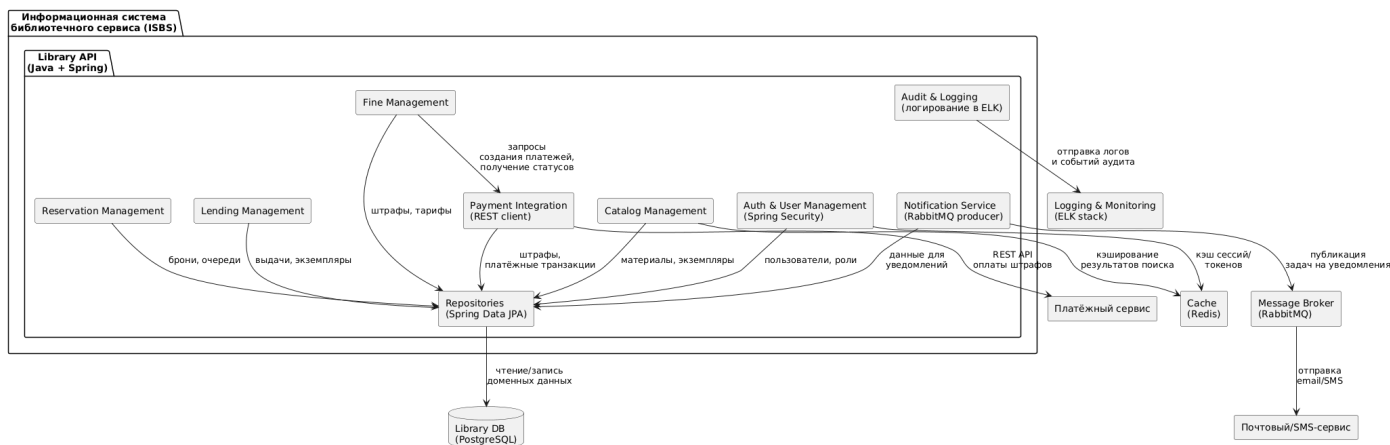 Информационная система
библиотечного сервиса (ISBS)
Library API
(Java + Spring)
Fine Management
Audit & Logging
(логирование в ELK)
запросы
создания платежей,
получение статусов
отправка логов
и событий аудита
Reservation Management
Lending Management
штрафы, тарифы
Payment Integration
(REST client)
Catalog Management
Auth & User Management
(Spring Security)
Notification Service
(RabbitMQ producer)
Logging & Monitoring
(ELK stack)
брони, очереди
выдачи, экземпляры
штрафы,
платёжные транзакции
материалы, экземпляры
пользователи, роли
данные для
уведомлений
REST API
оплаты штрафов
кэширование
результатов поиска
кэш сессий/
токенов
публикация
задач на уведомления
Repositories
(Spring Data JPA)
Платёжный сервис
Cache
(Redis)
Message Broker
(RabbitMQ)
чтение/запись
доменных данных
отправка
email/SMS
Library DB
(PostgreSQL)
Почтовый/SMS-сервис